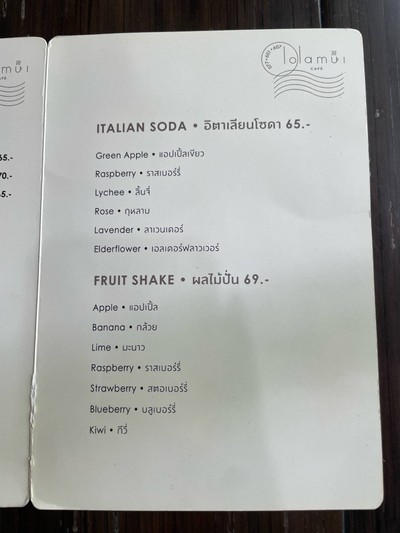 lolamui
CAFE
ITALIAN SODA • อิตาเลียนโซดา 65.-
Green Apple • แอปเปิ้ลเขียว
Raspberry • ราสเบอร์รี่
Lychee • ลิ้นจี่
Rose • กุหลาบ
Lavender • ลาเวนเดอร์
Elderflower • เอลเดอร์ฟลาวเวอร์
FRUIT SHAKE • ผลไม้ปั่น 69.-
Apple • แอปเปิ้ล
Banana • กล้วย
Lime • มะนาว
Raspberry • ราสเบอร์รี่
Strawberry • สตอเบอร์รี่
Blueberry • บลูเบอร์รี่
Kiwi • กีวี่